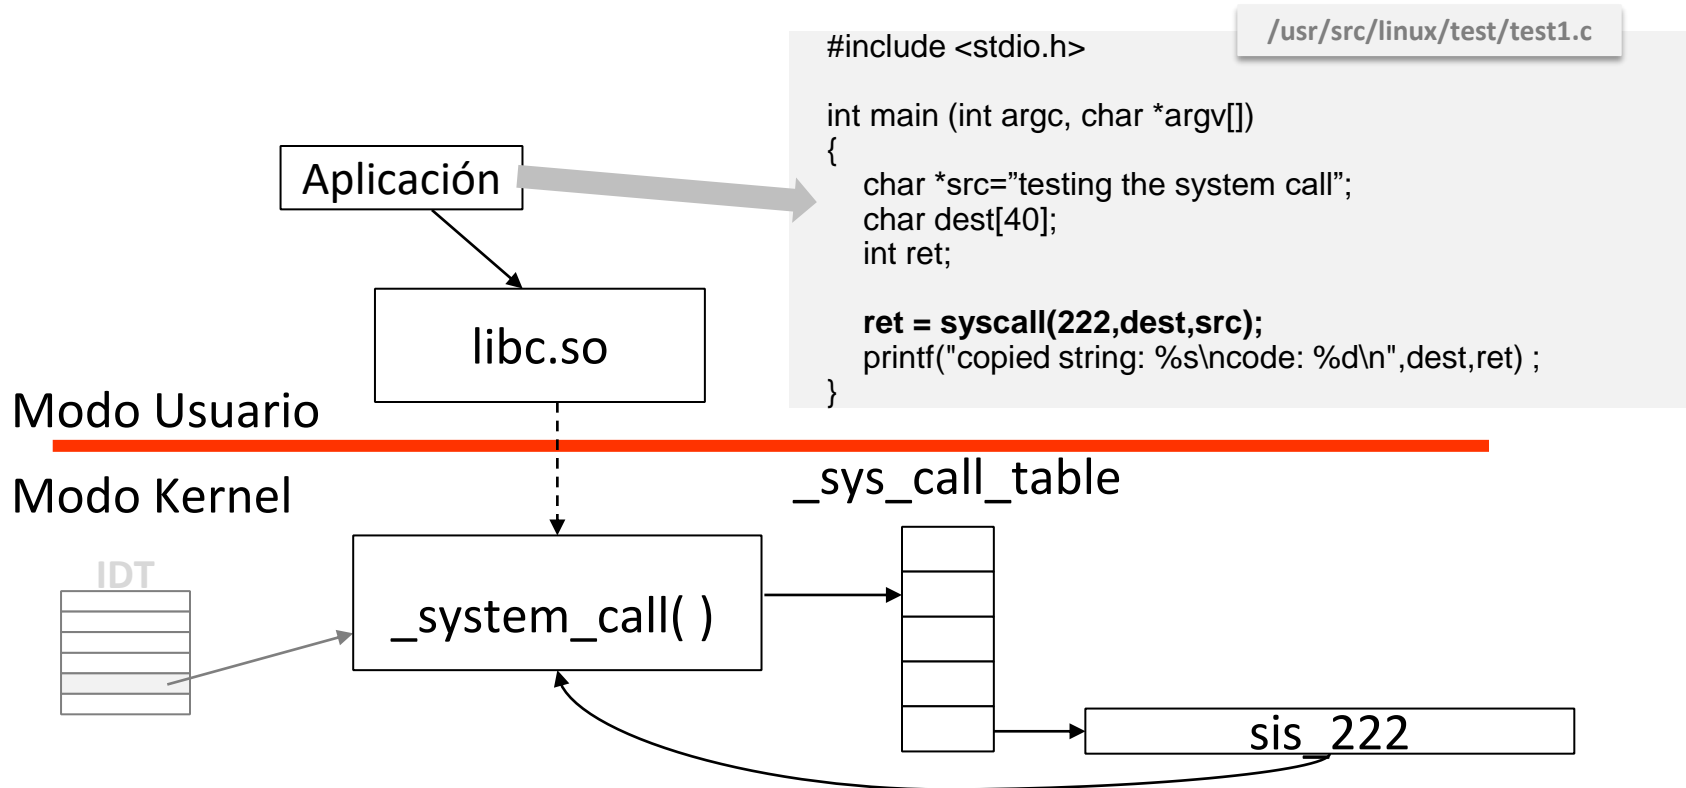 /usr/src/linux/test/test1.c
#include <stdio.h>
int main (int argc, char *argv[])
{
char *src=”testing the system call”;
char dest[40];
int ret;
ret = syscall(222,dest,src);
printf("copied string: %s\ncode: %d\n",dest,ret) ;
}
Aplicación
libc.so
Modo Usuario
Modo Kernel
_sys_call_table
IDT
_system_call( )
sis_222